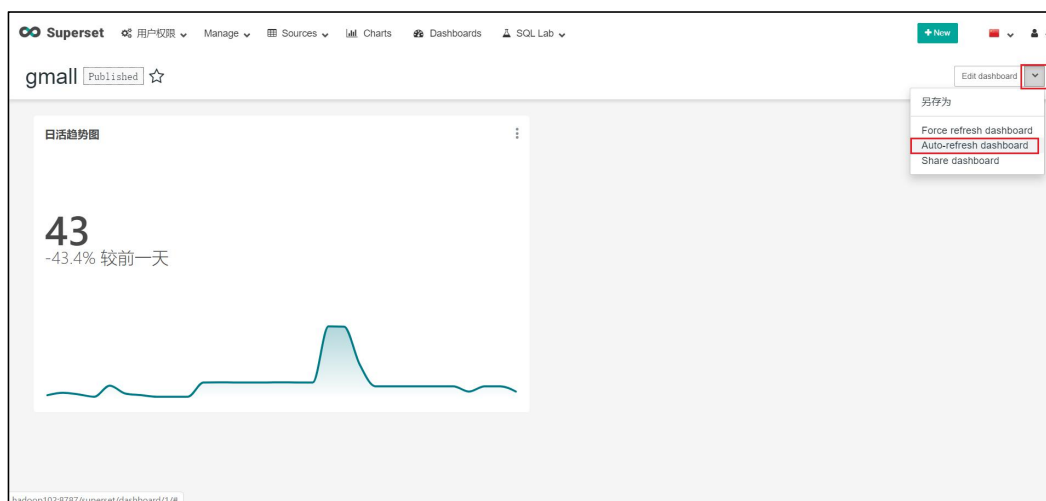 Superset 用户权限 Manage Sources Charts Dashboards SQL Lab + New
gmall Published Edit dashboard
另存为
Force refresh dashboard
Auto-refresh dashboard
Share dashboard
日活趋势图
43
-43.4% 较前一天
hadoop102:8787/superset/dashboard/1/#